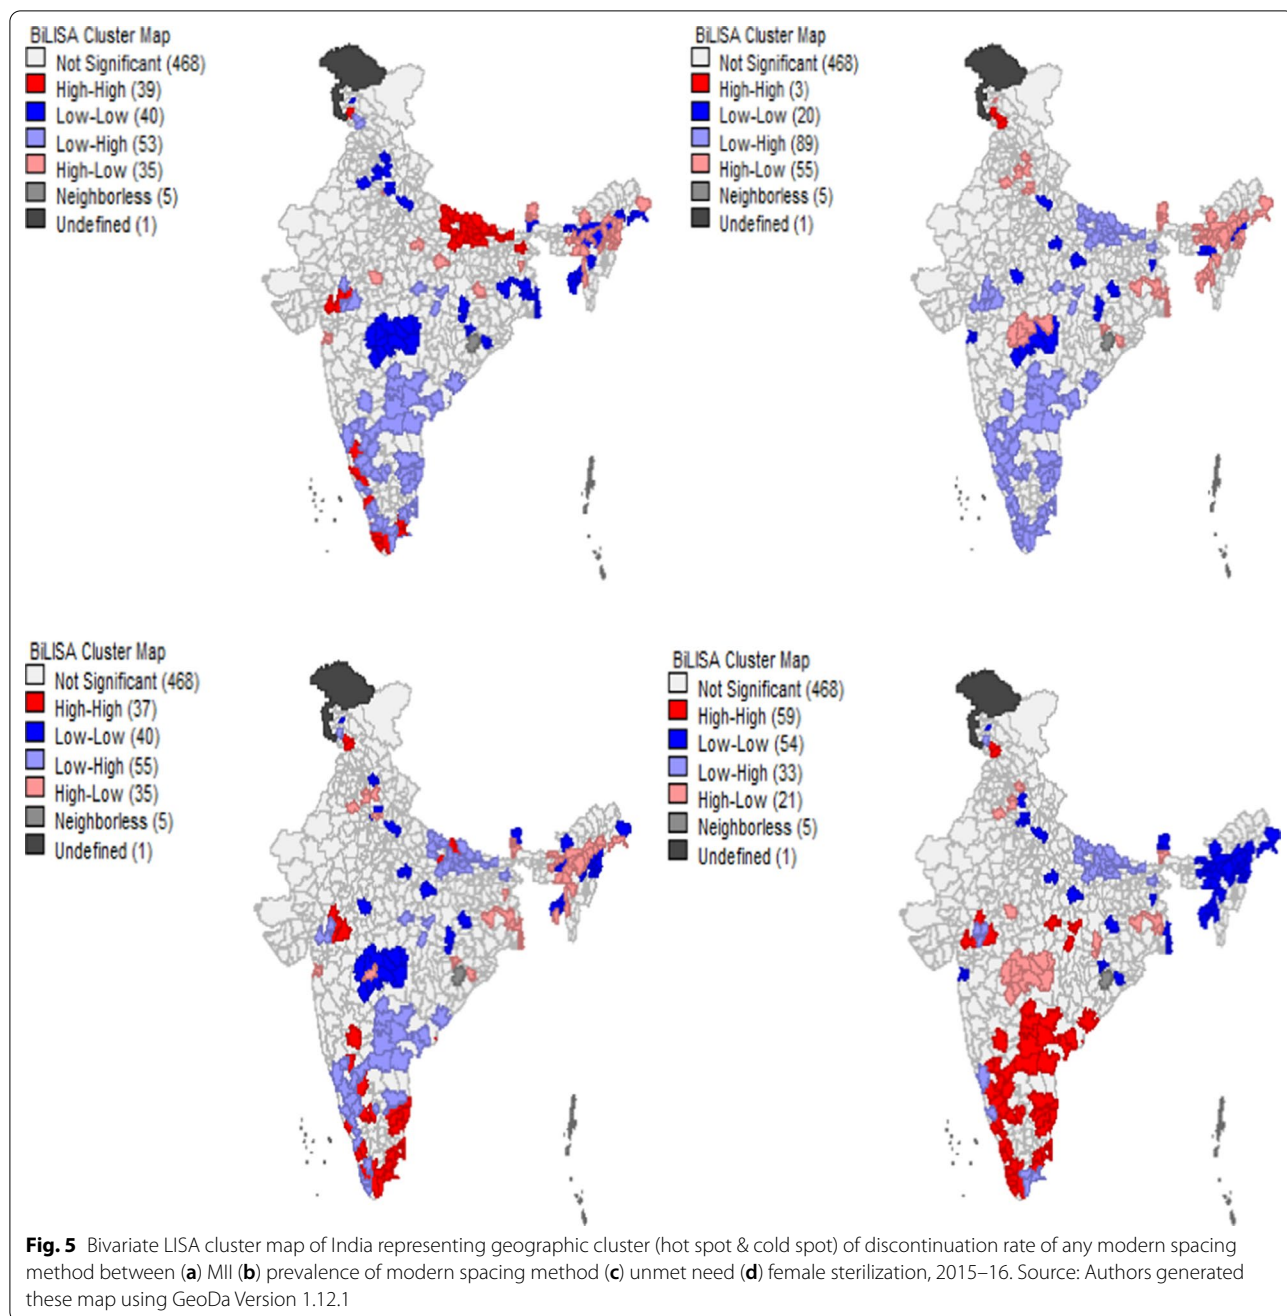 BiLISA Cluster Map
Not Significant (468)
High-High (39)
Low-Low (40)
Low-High (53)
High-Low (35)
Neighborless (5)
Undefined (1)
BiLISA Cluster Map
Not Significant (468)
High-High (3)
Low-Low (20)
Low-High (89)
High-Low (55)
Neighborless (5)
Undefined (1)
BiLISA Cluster Map
Not Significant (468)
High-High (37)
Low-Low (40)
Low-High (55)
High-Low (35)
Neighborless (5)
Undefined (1)
BiLISA Cluster Map
Not Significant (468)
High-High (59)
Low-Low (54)
Low-High (33)
High-Low (21)
Neighborless (5)
Undefined (1)
Fig. 5 Bivariate LISA cluster map of India representing geographic cluster (hot spot & cold spot) of discontinuation rate of any modern spacing
method between (a) MII (b) prevalence of modern spacing method (c) unmet need (d) female sterilization, 2015–16. Source: Authors generated
these map using GeoDa Version 1.12.1